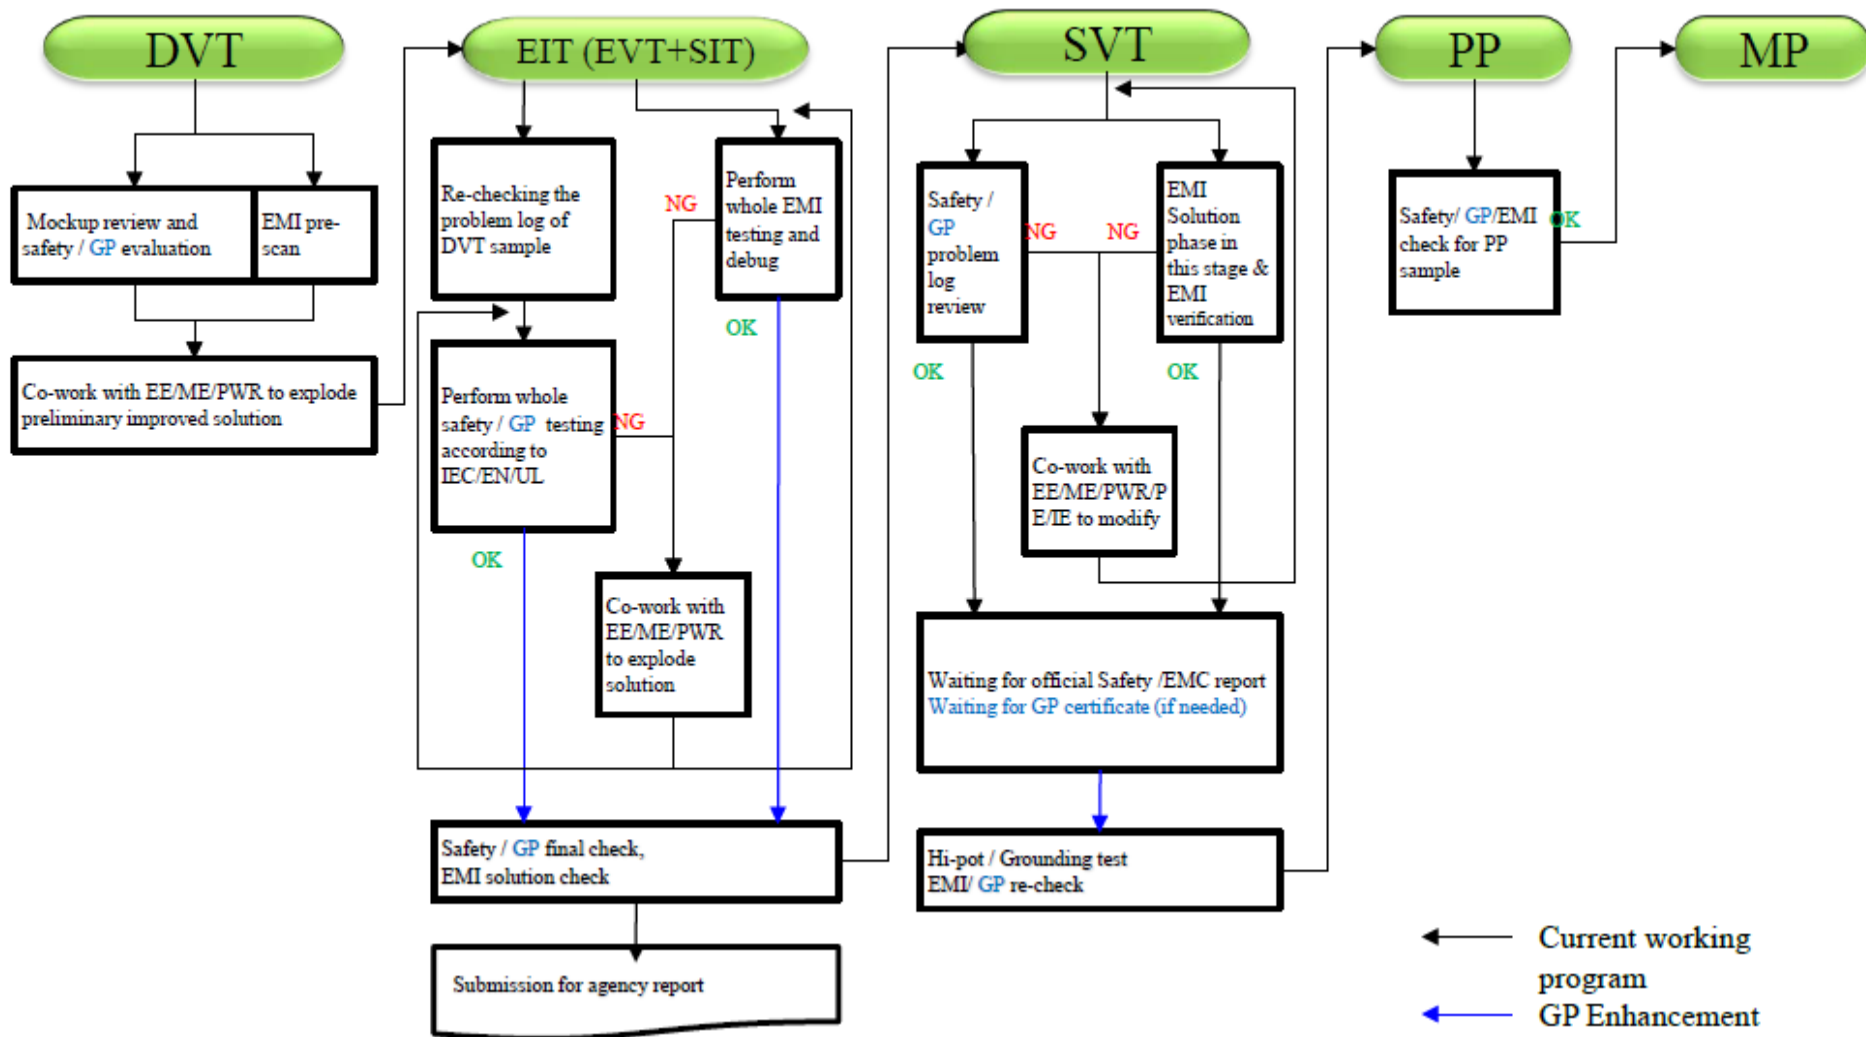 DVT
EIT (EVT+SIT)
SVT
PP
MP
Mockup review and
safety / GP evaluation
EMI pre-
scan
Co-work with EE/ME/PWR to explode
preliminary improved solution
Re-checking the
problem log of
DVT sample
NG
Perform
whole EMI
testing and
debug
OK
Perform whole
safety / GP testing
according to
IEC/EN/UL
NG
OK
Co-work with
EE/ME/PWR
to explode
solution
Safety / GP final check,
EMI solution check
Submission for agency report
Safety /
GP
problem
log
review
NG
NG
EMI
Solution
phase in
this stage &
EMI
verification
OK
OK
Co-work with
EE/ME/PWR/P
E/IE to modify
Waiting for official Safety /EMC report
Waiting for GP certificate (if needed)
Hi-pot / Grounding test
EMI/ GP re-check
Safety/ GP/EMI
check for PP
sample
OK
Current working
program
GP Enhancement